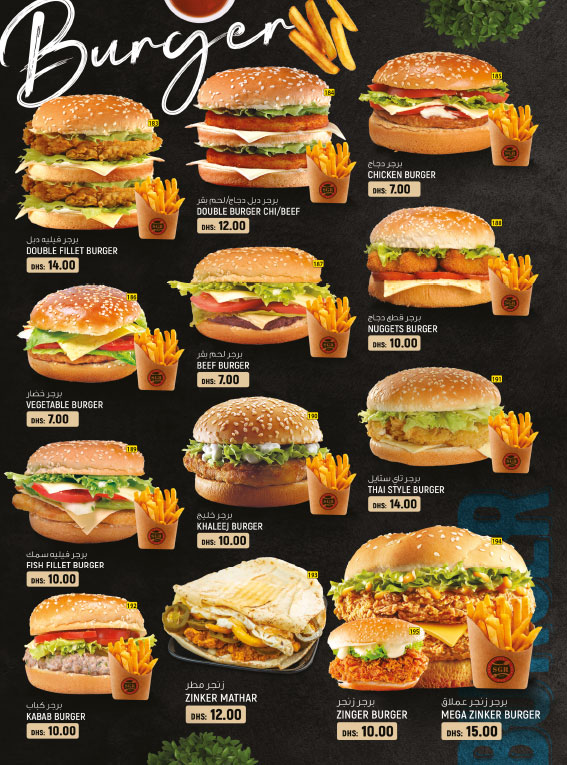 Burger
183
برجر فيليه دبل
DOUBLE FILLET BURGER
DHS: 14.00
184
برجر دبل دجاج/لحم بقر
DOUBLE BURGER CHI/BEEF
DHS: 12.00
185
برجر دجاج
CHICKEN BURGER
DHS: 7.00
186
برجر خضار
VEGETABLE BURGER
DHS: 7.00
187
برجر لحم بقر
BEEF BURGER
DHS: 7.00
188
برجر قطع دجاج
NUGGETS BURGER
DHS: 10.00
189
برجر فيليه سمك
FISH FILLET BURGER
DHS: 10.00
190
برجر خليج
KHALEEJ BURGER
DHS: 10.00
191
برجر تاي ستايل
THAI STYLE BURGER
DHS: 14.00
192
برجر كباب
KABAB BURGER
DHS: 10.00
193
زنجر مطر
ZINKER MATHAR
DHS: 12.00
195
برجر زنجر
ZINGER BURGER
DHS: 10.00
194
SGR
برجر زنجر عملاق
MEGA ZINKER BURGER
DHS: 15.00
BURGER